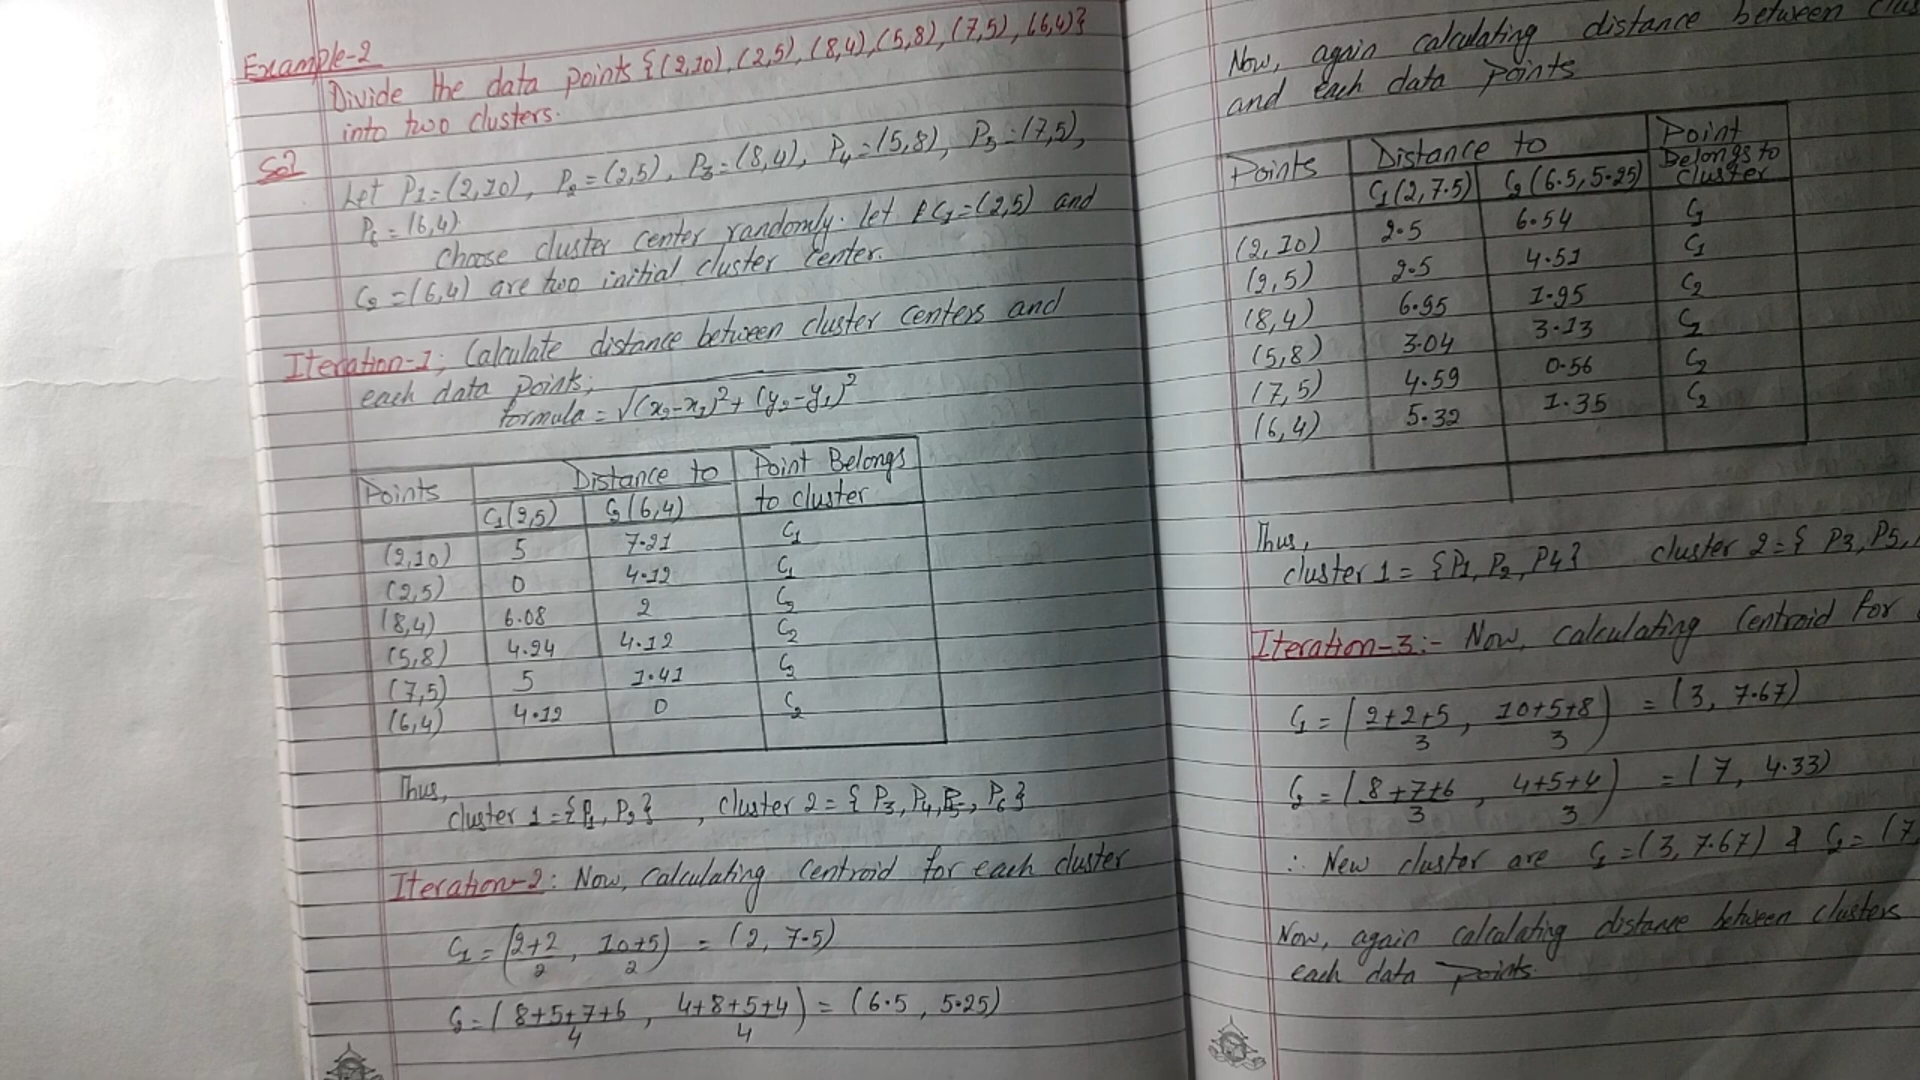 Example-2
Divide the data points {(2,10), (2,5), (8,4), (5,8), (7,5), (6,4)}
into two clusters.
Sol
Let P1=(2,10), P2=(2,5), P3=(8,4), P4=(5,8), P5=(7,5),
P6=(6,4).
Choose cluster center randomly. let C1=(2,5) and
C2=(6,4) are two initial cluster center.
Iteration-1; Calculate distance between cluster centers and
each data points;
formula = √(x2-x1)²+(y2-y1)²
Points Distance to Point Belongs
C1(2,5) C2(6,4) to cluster
(2,10) 5 7.21 C1
(2,5) 0 4.12 C1
(8,4) 6.08 2 C2
(5,8) 4.24 4.12 C2
(7,5) 5 1.41 C2
(6,4) 4.12 0 C2
Thus,
cluster 1={P1, P2}, cluster 2={P3, P4, P5, P6}
Iteration-2: Now, calculating centroid for each cluster
C1 = (2+2/2, 10+5/2) = (2, 7.5)
C2 = (8+5+7+6/4, 4+8+5+4/4) = (6.5, 5.25)
Now, again calculating distance between
and each data points
Points Distance to Point
C1(2,7.5) C2(6.5,5.25) Belongs to
cluster
(2,10) 2.5 6.54 C1
(2,5) 2.5 4.51 C1
(8,4) 6.95 1.95 C2
(5,8) 3.04 3.13 C2
(7,5) 4.59 0.56 C2
(6,4) 5.32 1.35 C2
Thus,
cluster 1 = {P1, P2, P4} cluster 2={P3, P5,
Iteration-3:- Now, calculating Centroid for
C1 = (2+2+5/3, 10+5+8/3) = (3, 7.67)
C2 = (8+7+6/3, 4+5+4/3) = (7, 4.33)
∴ New cluster are C1=(3, 7.67) & C2=(7,
Now, again calculating distance between clusters
each data points.